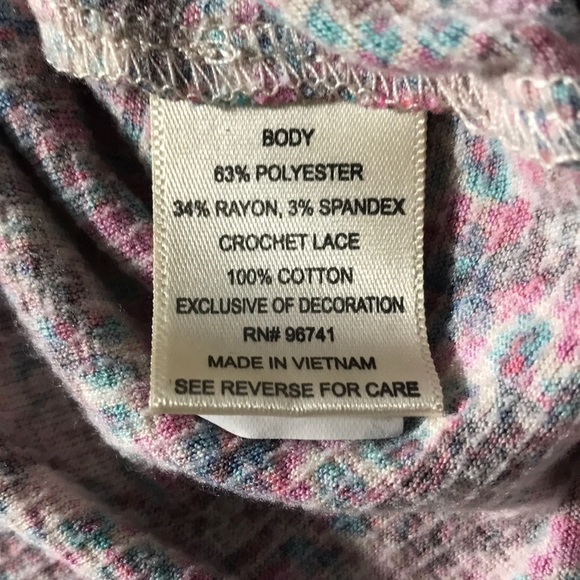 BODY
63% POLYESTER
34% RAYON, 3% SPANDEX
CROCHET LACE
100% COTTON
EXCLUSIVE OF DECORATION
RN# 96741
MADE IN VIETNAM
SEE REVERSE FOR CARE